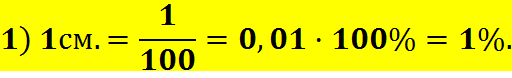 1) 1см. = 1/100 = 0,01 · 100% = 1%.